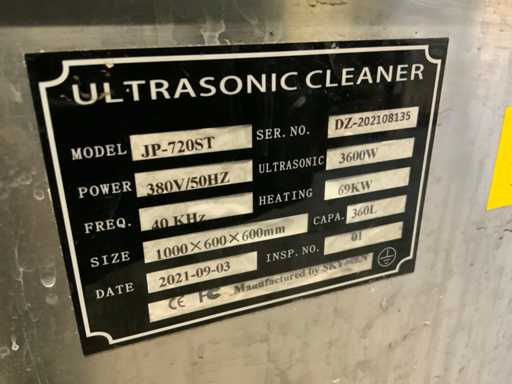 ULTRASONIC CLEANER
MODEL JP-720ST SER. NO. DZ-202108135
POWER 380V/50HZ ULTRASONIC 3600W
FREQ. 40 KHz HEATING 69KW
SIZE 1000×600×600mm CAPA. 360L
DATE 2021-09-03 INSP. NO. 01
CE FC Manufactured by